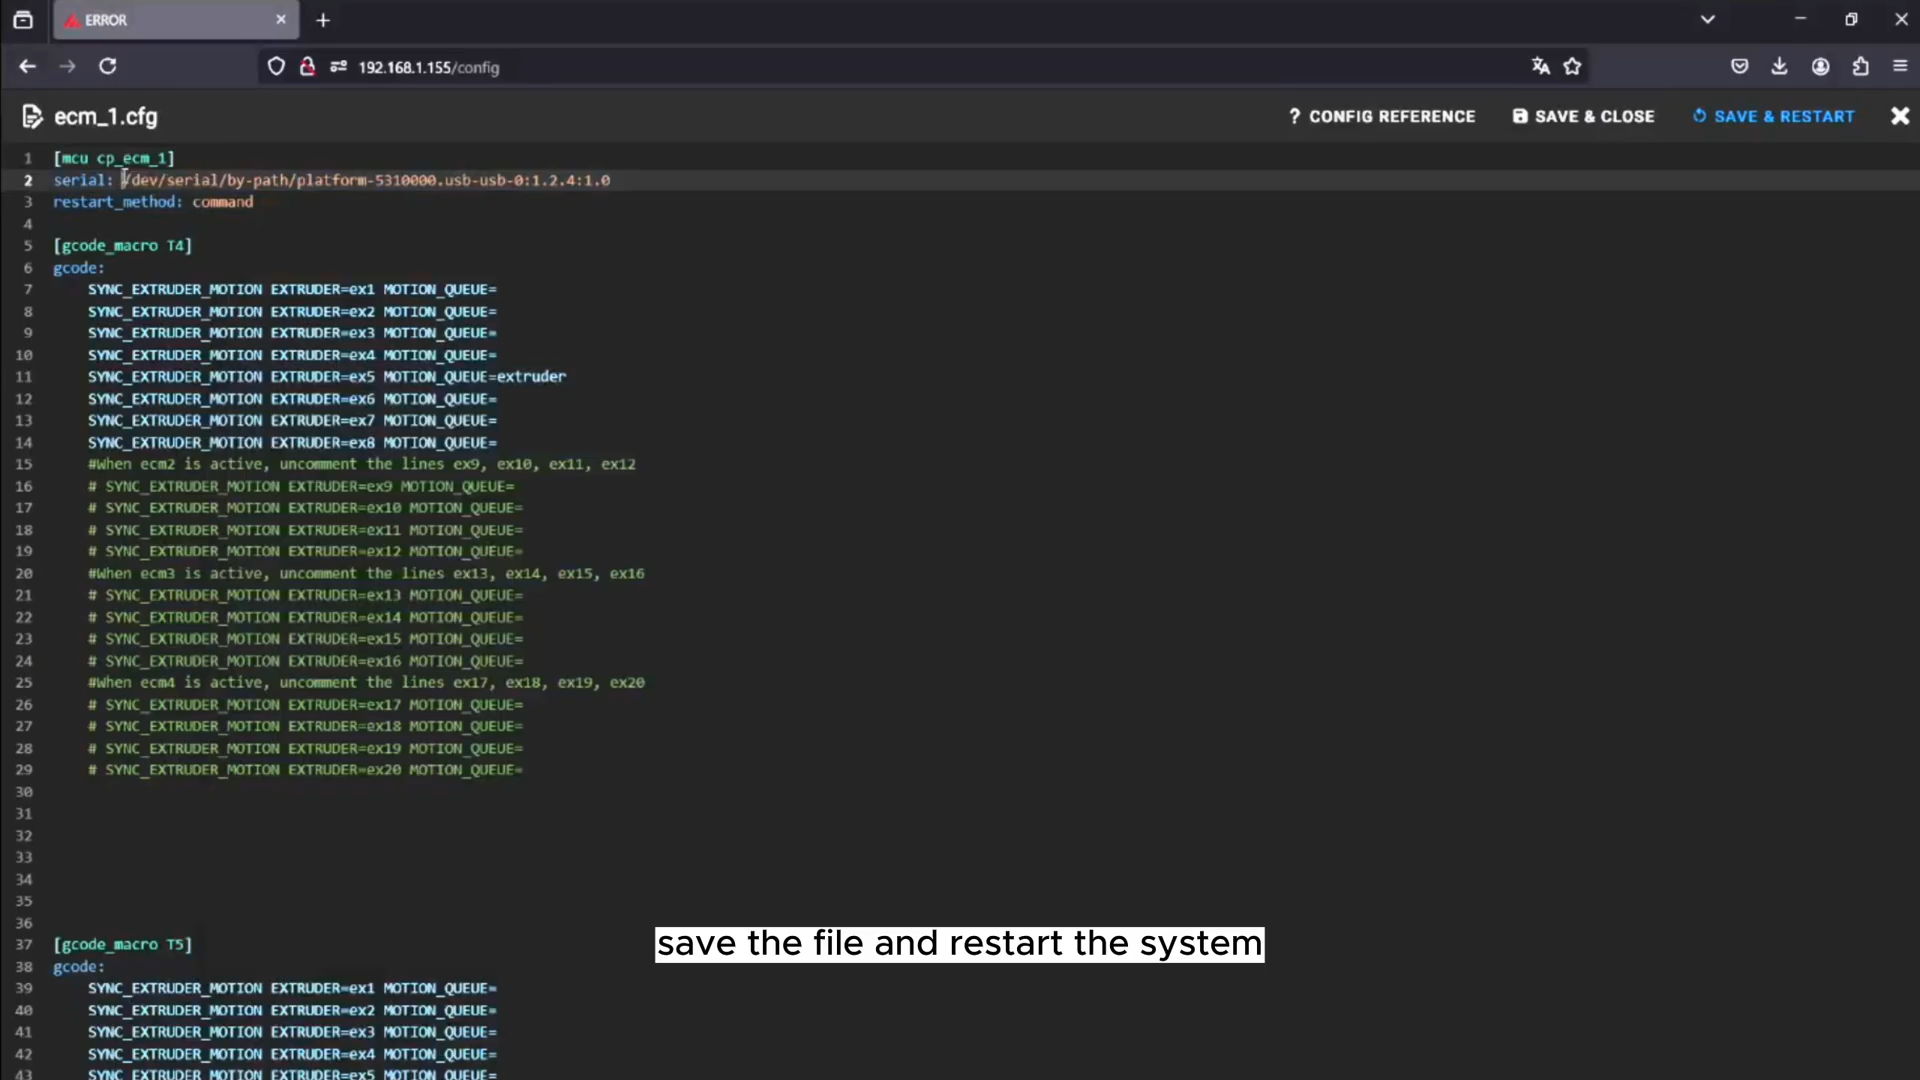 ERROR
192.168.1.155/config
ecm_1.cfg
? CONFIG REFERENCE
SAVE & CLOSE
SAVE & RESTART
1 [mcu cp_ecm_1]
2 serial: /dev/serial/by-path/platform-5310000.usb-usb-0:1.2.4:1.0
3 restart_method: command
4
5 [gcode_macro T4]
6 gcode:
7 SYNC_EXTRUDER_MOTION EXTRUDER=ex1 MOTION_QUEUE=
8 SYNC_EXTRUDER_MOTION EXTRUDER=ex2 MOTION_QUEUE=
9 SYNC_EXTRUDER_MOTION EXTRUDER=ex3 MOTION_QUEUE=
10 SYNC_EXTRUDER_MOTION EXTRUDER=ex4 MOTION_QUEUE=
11 SYNC_EXTRUDER_MOTION EXTRUDER=ex5 MOTION_QUEUE=extruder
12 SYNC_EXTRUDER_MOTION EXTRUDER=ex6 MOTION_QUEUE=
13 SYNC_EXTRUDER_MOTION EXTRUDER=ex7 MOTION_QUEUE=
14 SYNC_EXTRUDER_MOTION EXTRUDER=ex8 MOTION_QUEUE=
15 #When ecm2 is active, uncomment the lines ex9, ex10, ex11, ex12
16 # SYNC_EXTRUDER_MOTION EXTRUDER=ex9 MOTION_QUEUE=
17 # SYNC_EXTRUDER_MOTION EXTRUDER=ex10 MOTION_QUEUE=
18 # SYNC_EXTRUDER_MOTION EXTRUDER=ex11 MOTION_QUEUE=
19 # SYNC_EXTRUDER_MOTION EXTRUDER=ex12 MOTION_QUEUE=
20 #When ecm3 is active, uncomment the lines ex13, ex14, ex15, ex16
21 # SYNC_EXTRUDER_MOTION EXTRUDER=ex13 MOTION_QUEUE=
22 # SYNC_EXTRUDER_MOTION EXTRUDER=ex14 MOTION_QUEUE=
23 # SYNC_EXTRUDER_MOTION EXTRUDER=ex15 MOTION_QUEUE=
24 # SYNC_EXTRUDER_MOTION EXTRUDER=ex16 MOTION_QUEUE=
25 #When ecm4 is active, uncomment the lines ex17, ex18, ex19, ex20
26 # SYNC_EXTRUDER_MOTION EXTRUDER=ex17 MOTION_QUEUE=
27 # SYNC_EXTRUDER_MOTION EXTRUDER=ex18 MOTION_QUEUE=
28 # SYNC_EXTRUDER_MOTION EXTRUDER=ex19 MOTION_QUEUE=
29 # SYNC_EXTRUDER_MOTION EXTRUDER=ex20 MOTION_QUEUE=
30
31
32
33
34
35
36
37 [gcode_macro T5]
38 gcode:
39 SYNC_EXTRUDER_MOTION EXTRUDER=ex1 MOTION_QUEUE=
40 SYNC_EXTRUDER_MOTION EXTRUDER=ex2 MOTION_QUEUE=
41 SYNC_EXTRUDER_MOTION EXTRUDER=ex3 MOTION_QUEUE=
42 SYNC_EXTRUDER_MOTION EXTRUDER=ex4 MOTION_QUEUE=
43 SYNC_EXTRUDER_MOTION EXTRUDER=ex5 MOTION_QUEUE=
save the file and restart the system